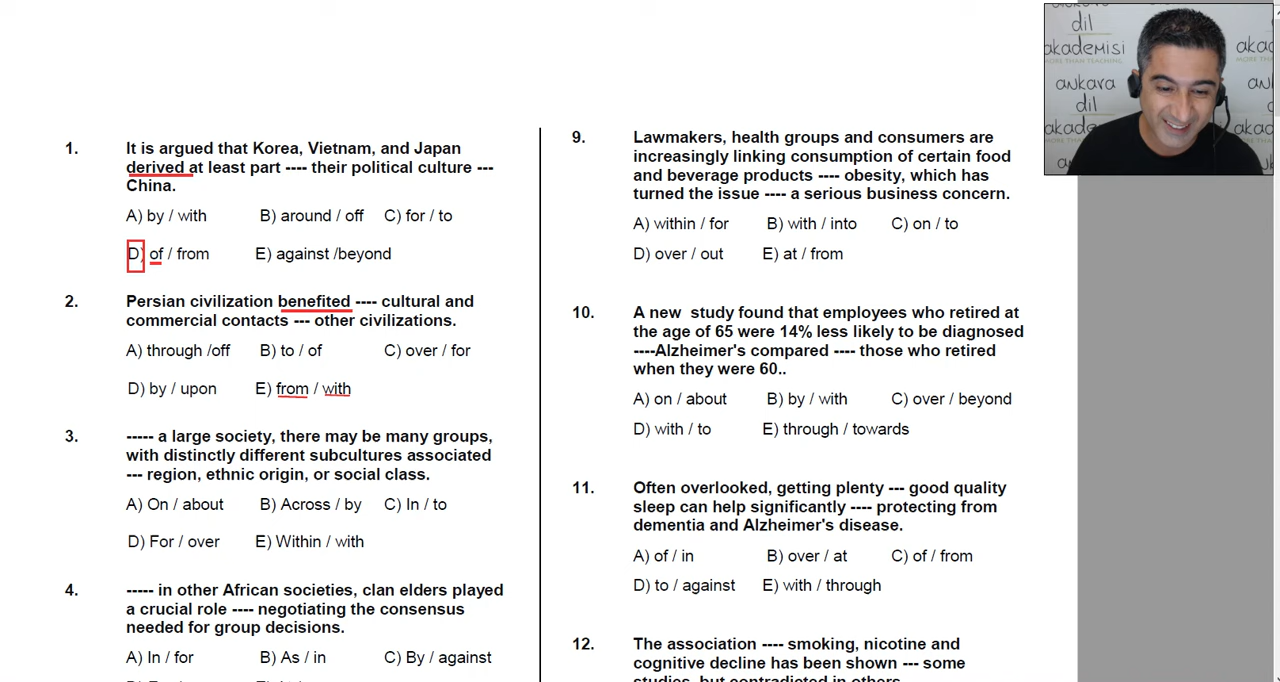 1. It is argued that Korea, Vietnam, and Japan
derived at least part ---- their political culture ---
China.
A) by / with B) around / off C) for / to
D) of / from E) against /beyond
2. Persian civilization benefited ---- cultural and
commercial contacts --- other civilizations.
A) through /off B) to / of C) over / for
D) by / upon E) from / with
3. ----- a large society, there may be many groups,
with distinctly different subcultures associated
--- region, ethnic origin, or social class.
A) On / about B) Across / by C) In / to
D) For / over E) Within / with
4. ----- in other African societies, clan elders played
a crucial role ---- negotiating the consensus
needed for group decisions.
A) In / for B) As / in C) By / against
9. Lawmakers, health groups and consumers are
increasingly linking consumption of certain food
and beverage products ---- obesity, which has
turned the issue ---- a serious business concern.
A) within / for B) with / into C) on / to
D) over / out E) at / from
10. A new study found that employees who retired at
the age of 65 were 14% less likely to be diagnosed
----Alzheimer's compared ---- those who retired
when they were 60..
A) on / about B) by / with C) over / beyond
D) with / to E) through / towards
11. Often overlooked, getting plenty --- good quality
sleep can help significantly ---- protecting from
dementia and Alzheimer's disease.
A) of / in B) over / at C) of / from
D) to / against E) with / through
12. The association ---- smoking, nicotine and
cognitive decline has been shown --- some
studies, but contradicted in others
dil
akademisi
MORE THAN TEACHING
ankara
dil